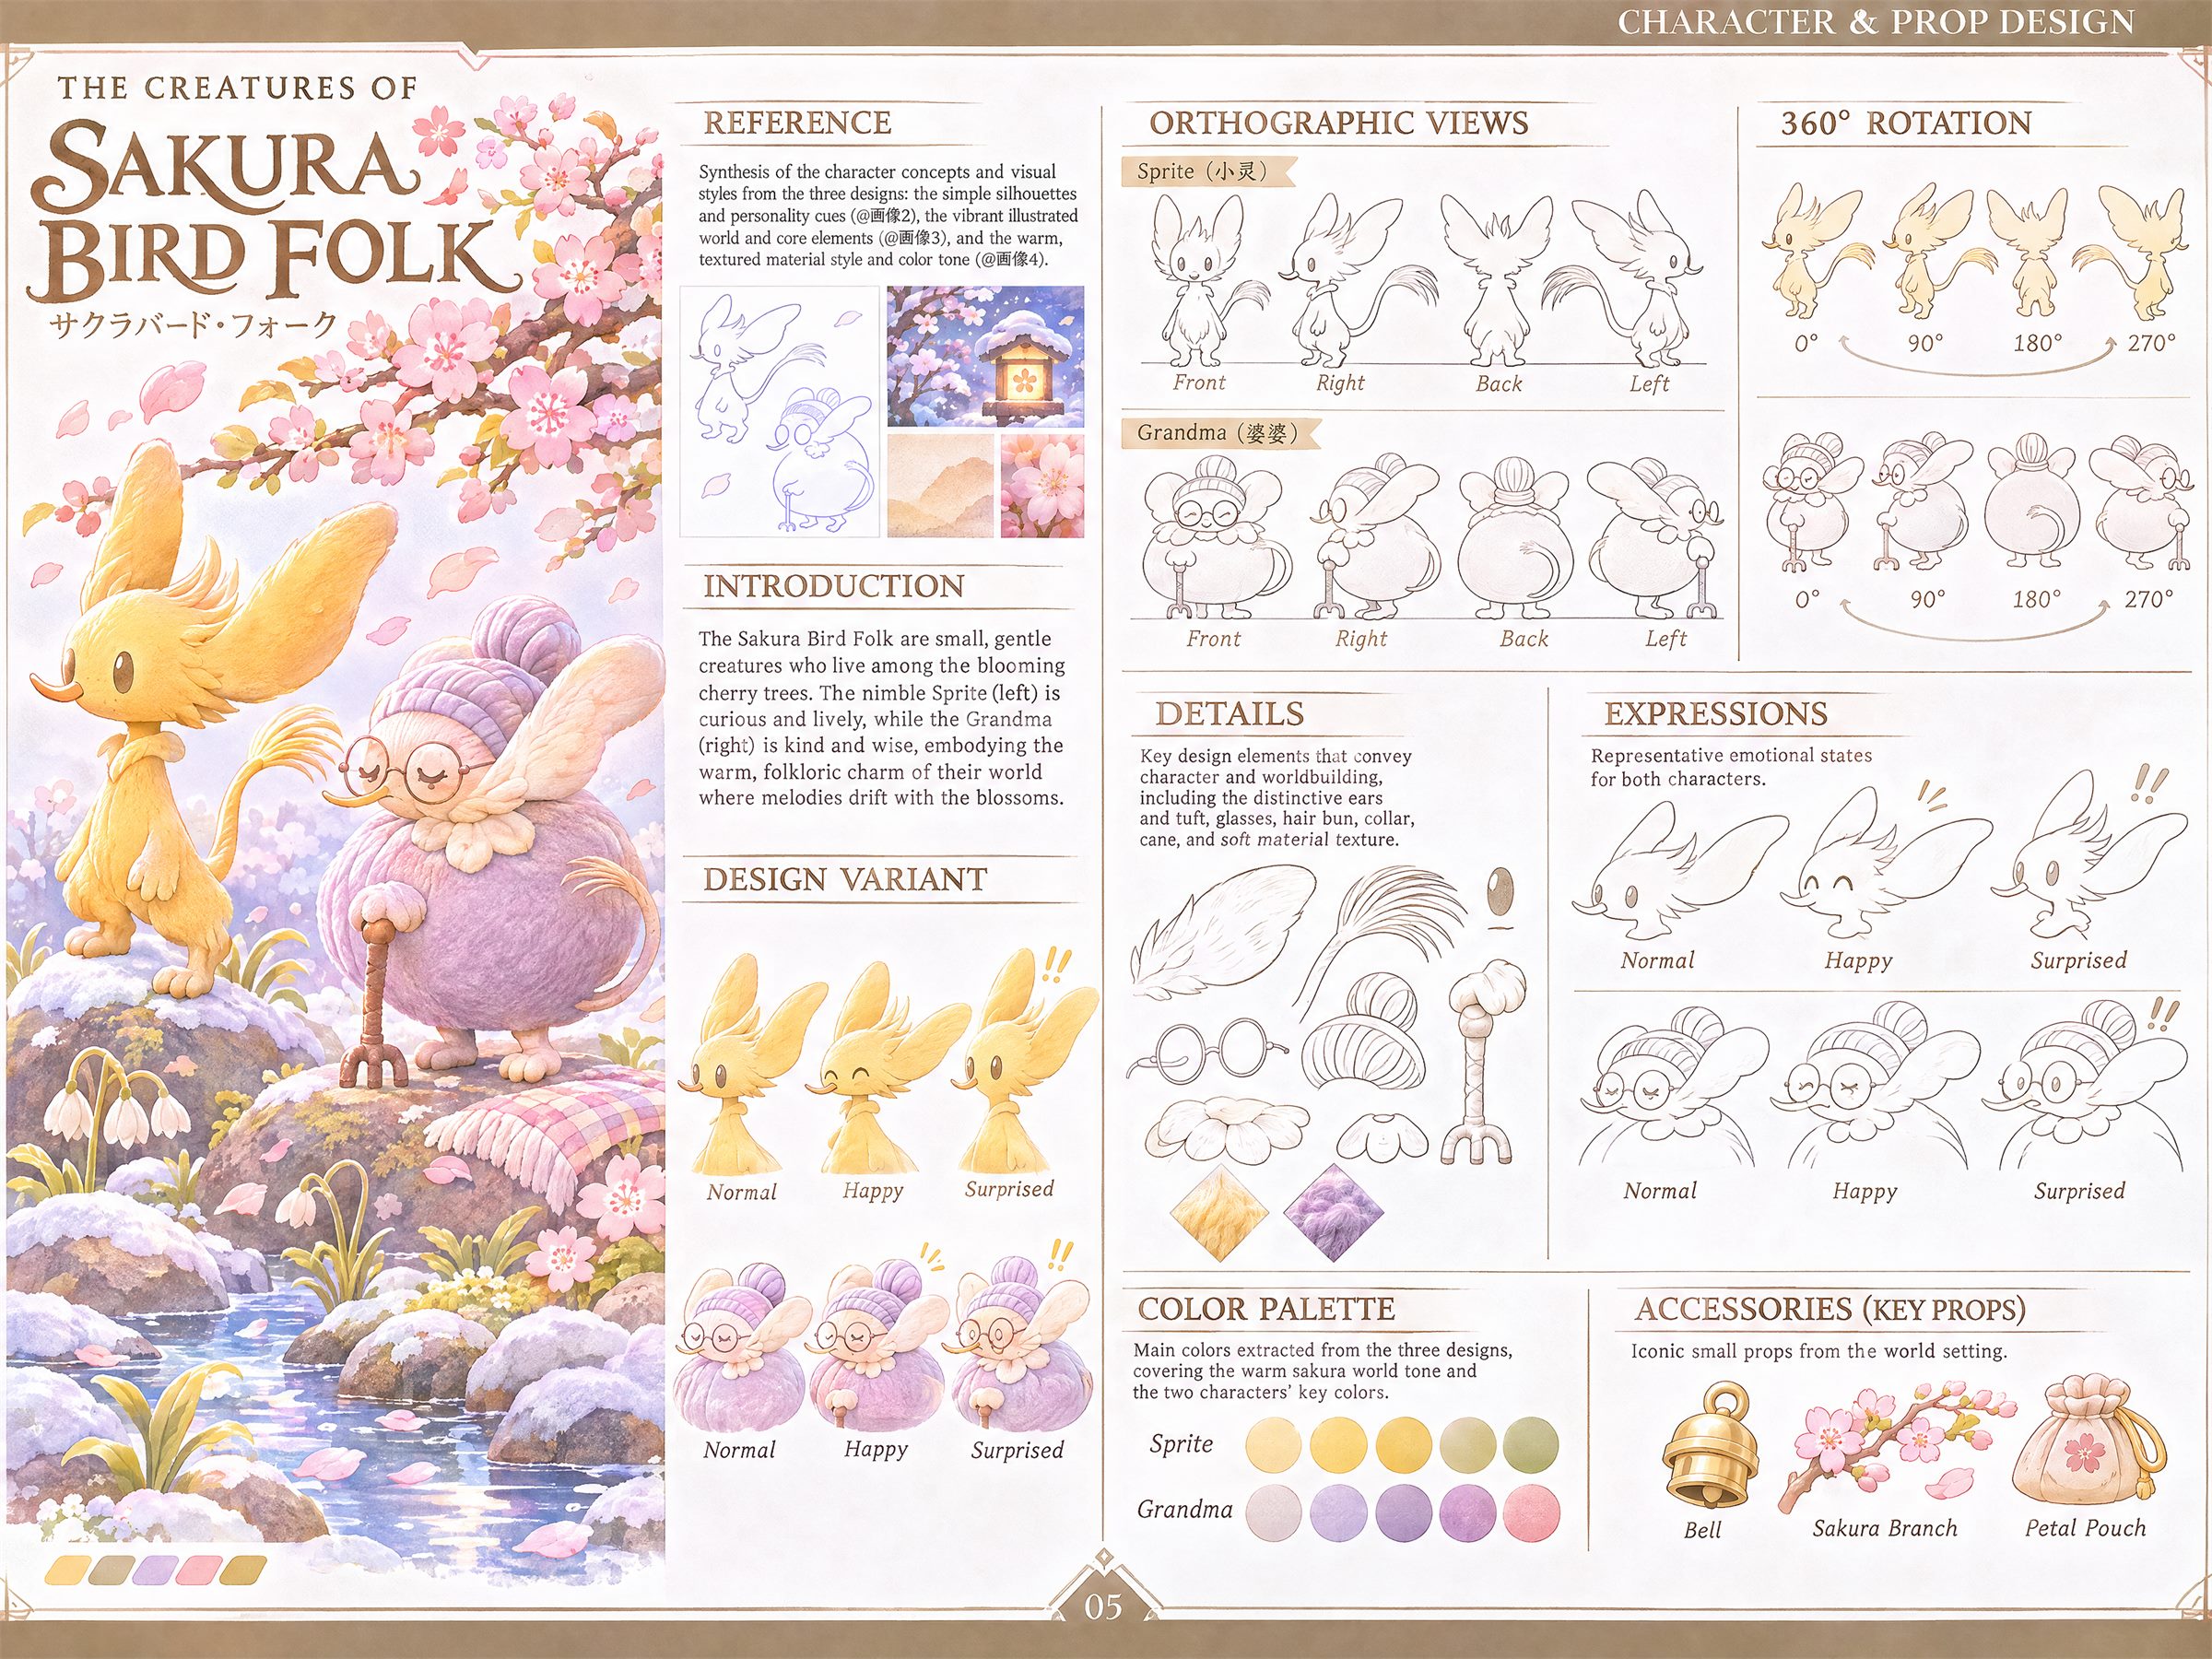 CHARACTER & PROP DESIGN
THE CREATURES OF
SAKURA
BIRD FOLK
サクラバード・フォーク
REFERENCE
Synthesis of the character concepts and visual
styles from the three designs: the simple silhouettes
and personality cues (@画像2), the vibrant illustrated
world and core elements (@画像3), and the warm,
textured material style and color tone (@画像4).
INTRODUCTION
The Sakura Bird Folk are small, gentle
creatures who live among the blooming
cherry trees. The nimble Sprite (left) is
curious and lively, while the Grandma
(right) is kind and wise, embodying the
warm, folkloric charm of their world
where melodies drift with the blossoms.
DESIGN VARIANT
!!
Normal
Happy
Surprised
!!
Normal
Happy
Surprised
ORTHOGRAPHIC VIEWS
Sprite (小灵)
Front
Right
Back
Left
Grandma (婆婆)
Front
Right
Back
Left
360° ROTATION
0°
90°
180°
270°
0°
90°
180°
270°
DETAILS
Key design elements that convey
character and worldbuilding,
including the distinctive ears
and tuft, glasses, hair bun, collar,
cane, and soft material texture.
EXPRESSIONS
Representative emotional states
for both characters.
!!
Normal
Happy
Surprised
!!
Normal
Happy
Surprised
COLOR PALETTE
Main colors extracted from the three designs,
covering the warm sakura world tone and
the two characters' key colors.
Sprite
Grandma
ACCESSORIES (KEY PROPS)
Iconic small props from the world setting.
Bell
Sakura Branch
Petal Pouch
05